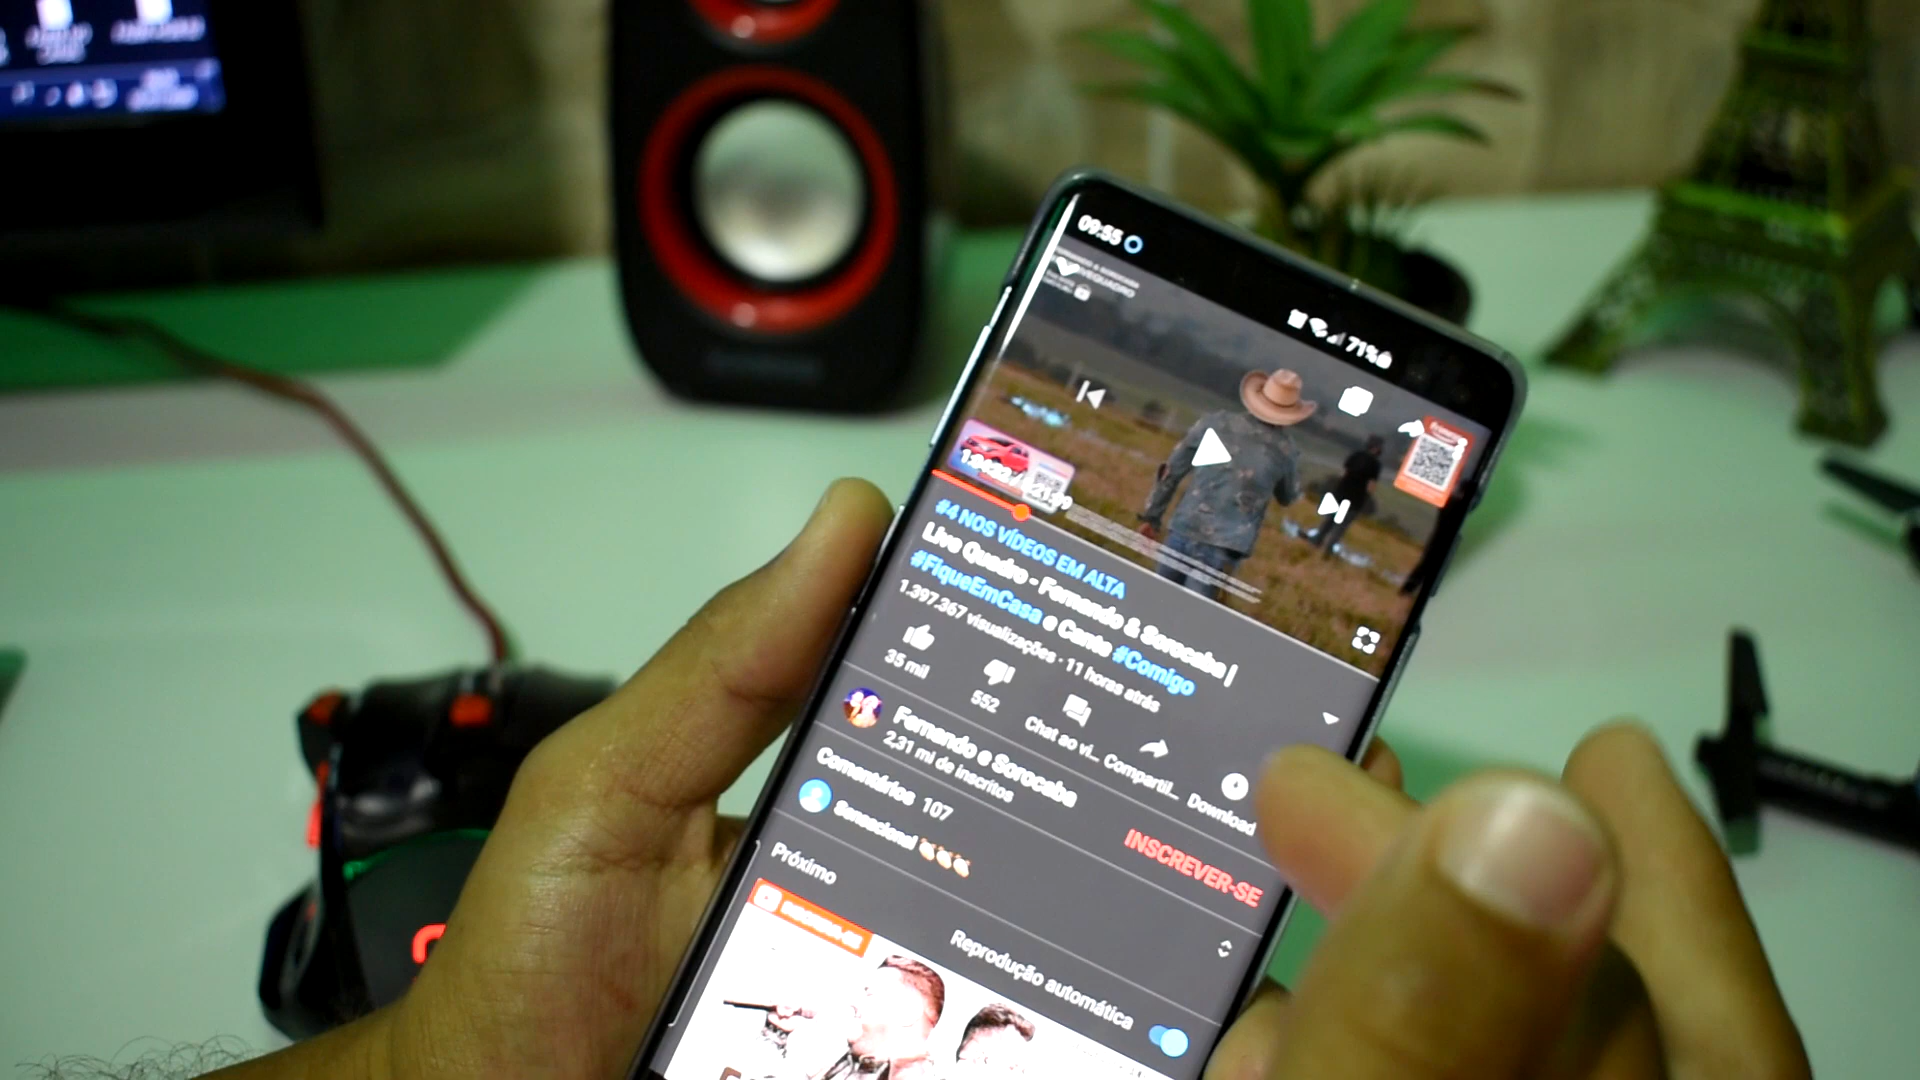 09:55
71%
#4 NOS VÍDEOS EM ALTA
Live Quadro - Fernando & Sorocaba |
#FiqueEmCasa e Cante #Comigo
1.397.367 visualizações · 11 horas atrás
35 mil
552
Chat ao vi...
Compartil...
Download
Fernando e Sorocaba
2,31 mi de inscritos
INSCREVER-SE
Comentários 107
Sensacional 👏👏👏
Próximo
Reprodução automática